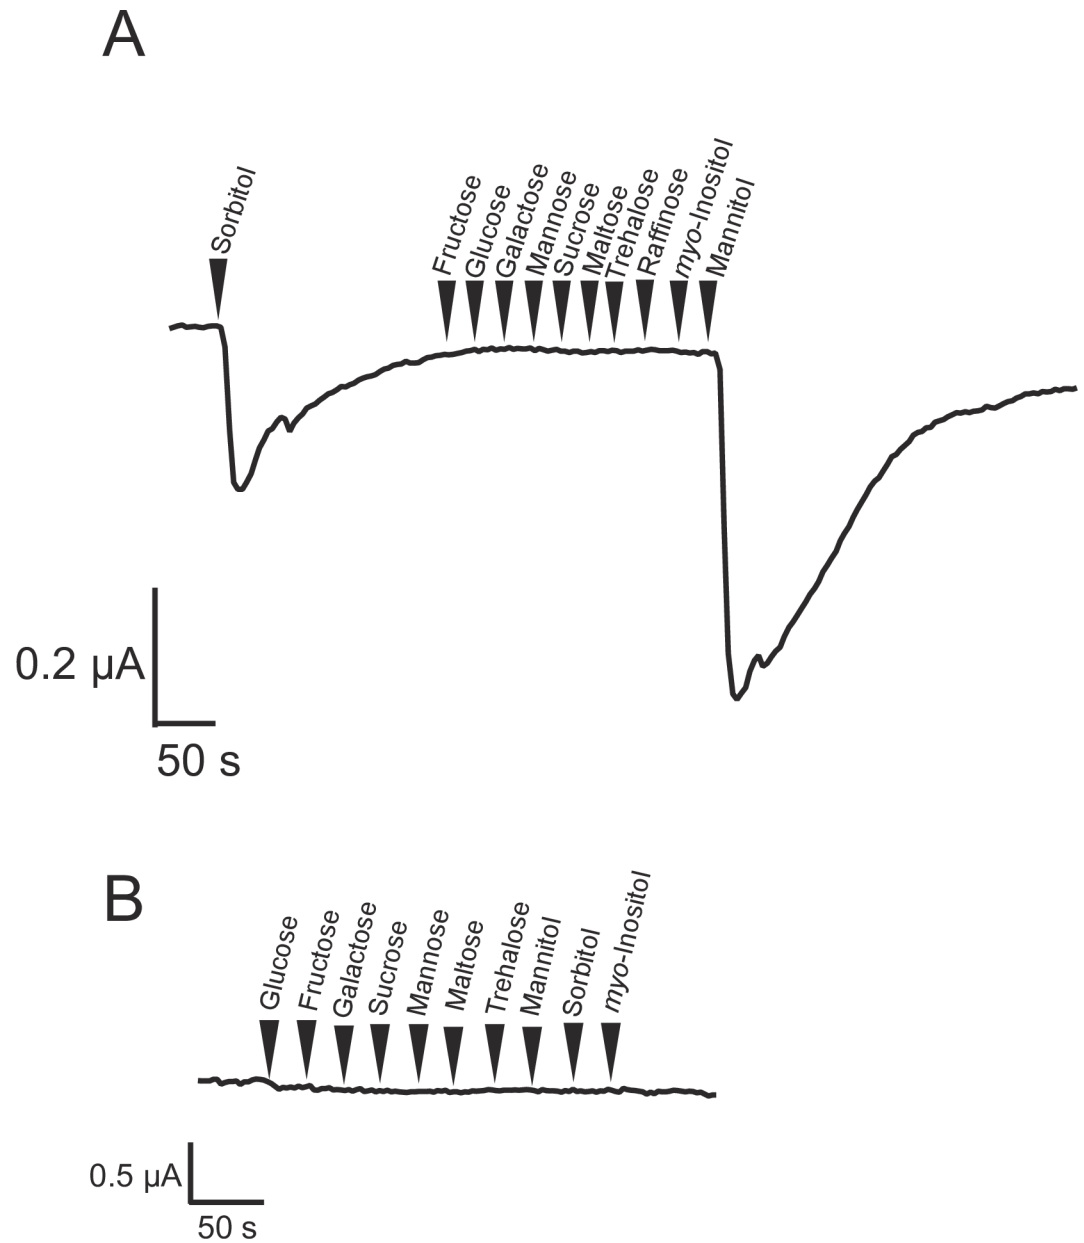 A
Sorbitol
Fructose
Glucose
Galactose
Mannose
Sucrose
Maltose
Trehalose
Raffinose
myo-Inositol
Mannitol
0.2 µA
50 s
B
Glucose
Fructose
Galactose
Sucrose
Mannose
Maltose
Trehalose
Mannitol
Sorbitol
myo-Inositol
0.5 µA
50 s